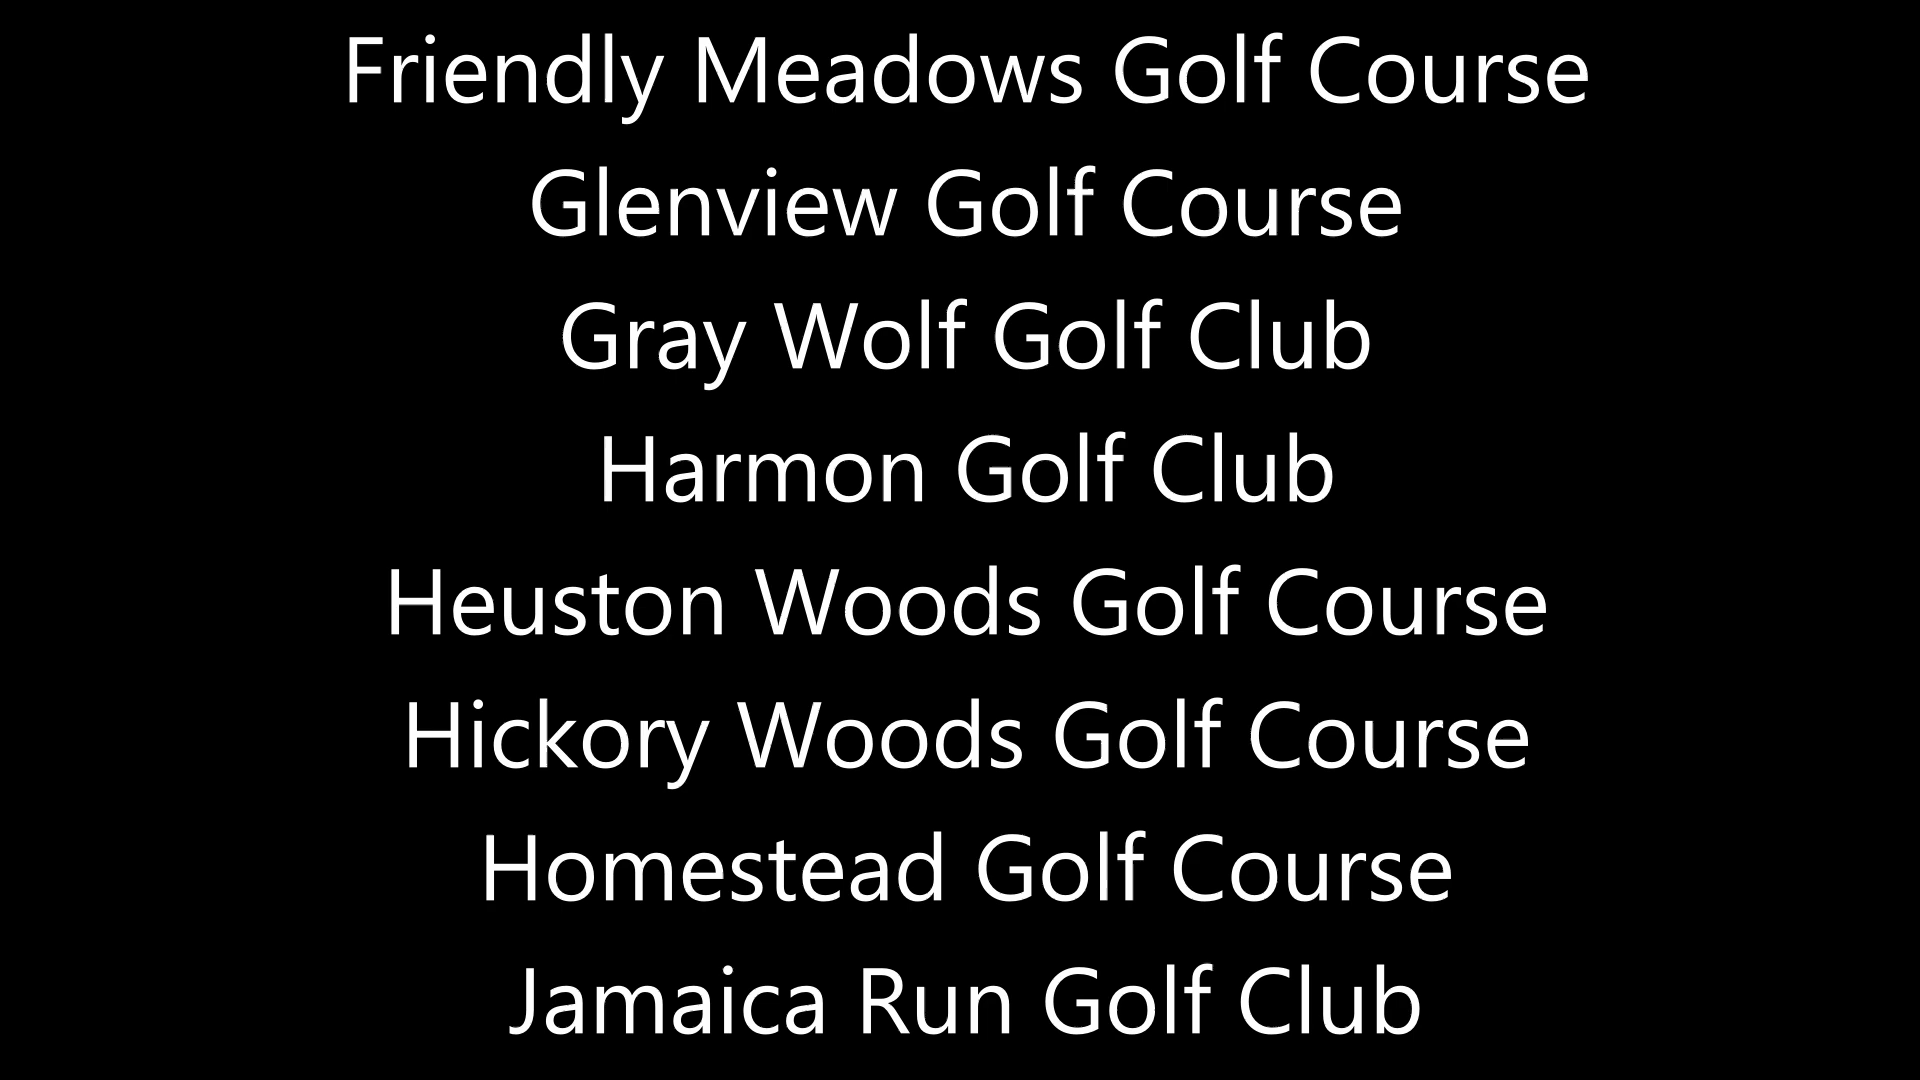 Friendly Meadows Golf Course
Glenview Golf Course
Gray Wolf Golf Club
Harmon Golf Club
Heuston Woods Golf Course
Hickory Woods Golf Course
Homestead Golf Course
Jamaica Run Golf Club